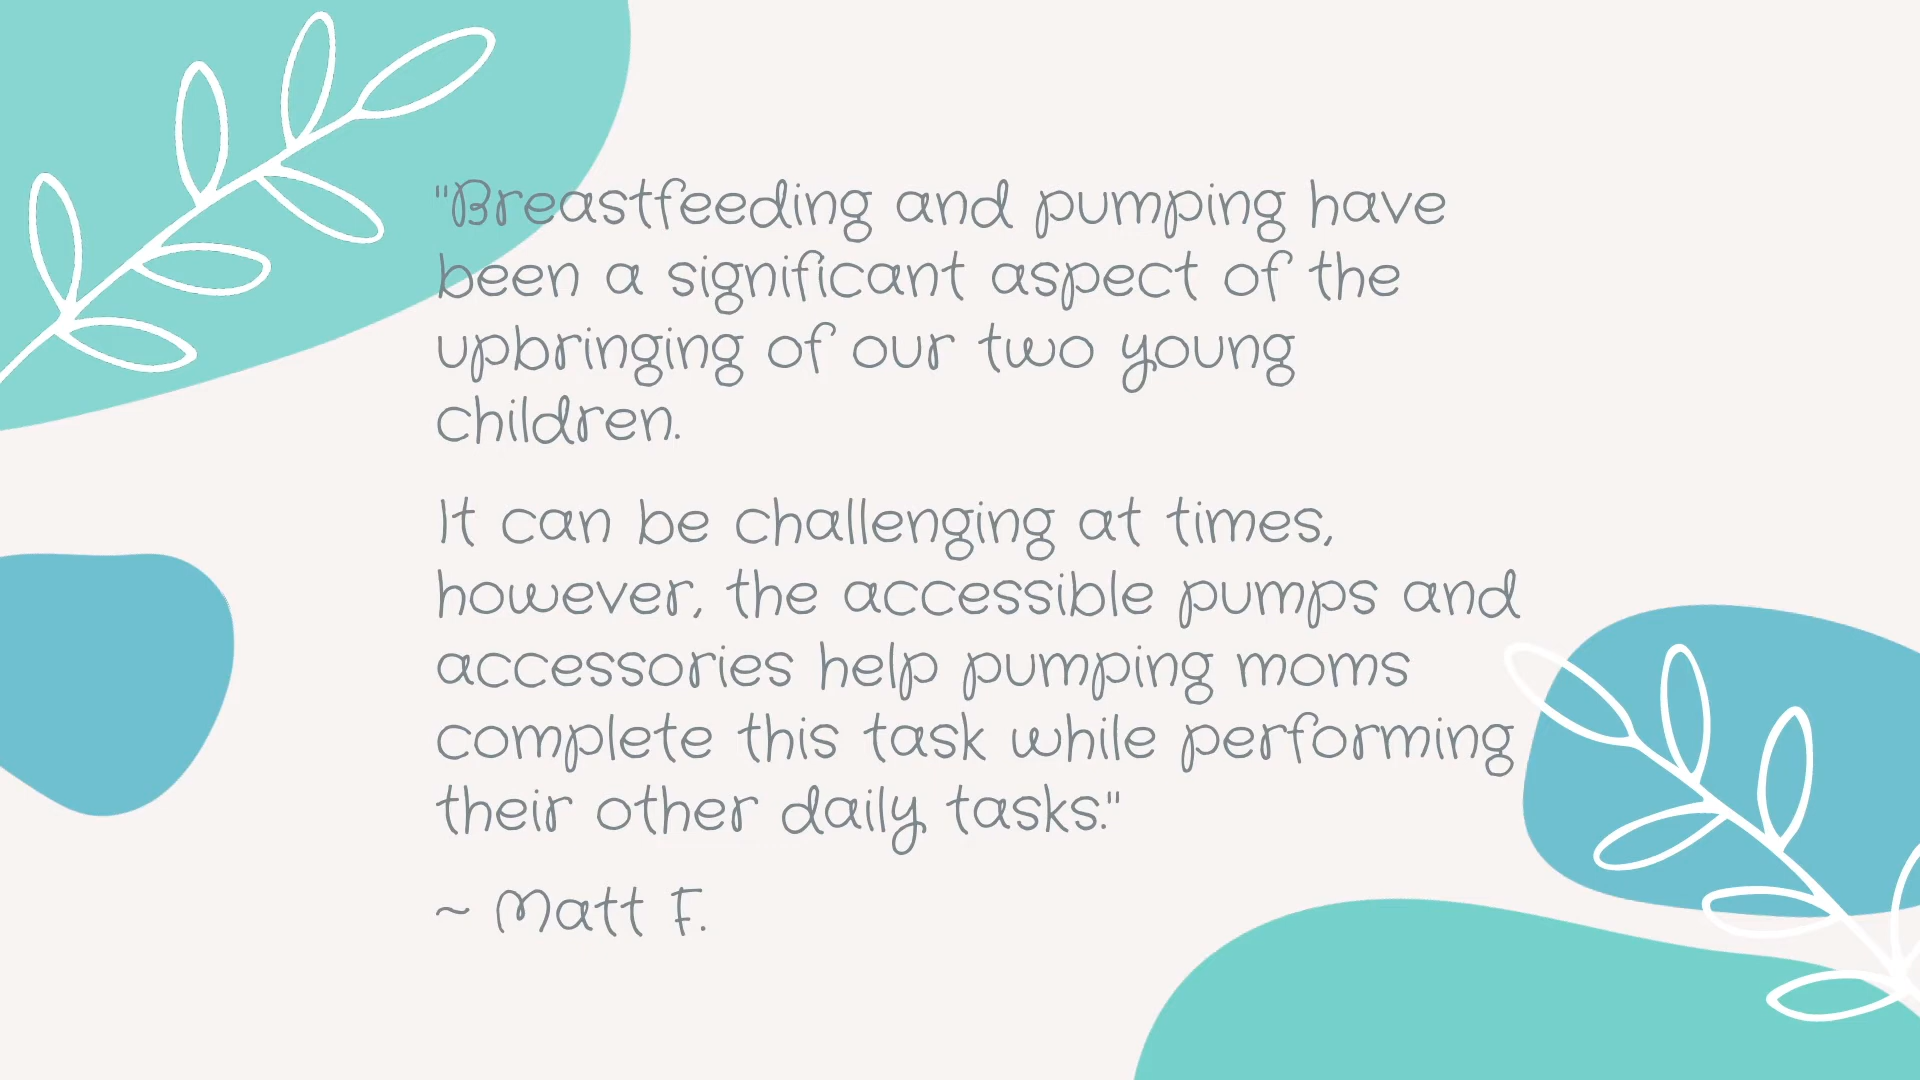 "Breastfeeding and pumping have
been a significant aspect of the
upbringing of our two young
children.
It can be challenging at times,
however, the accessible pumps and
accessories help pumping moms
complete this task while performing
their other daily tasks."
~ Matt F.